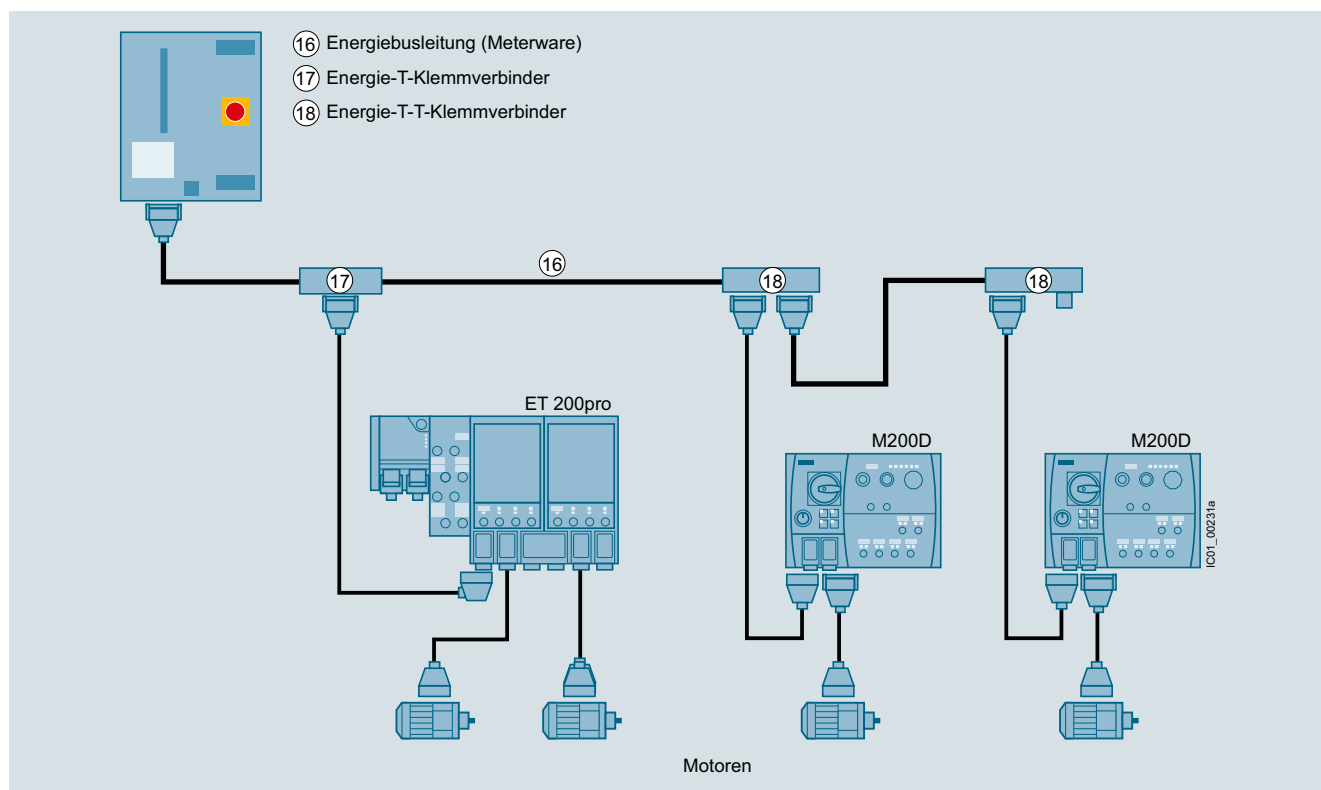 16 Energiebusleitung (Meterware)
17 Energie-T-Klemmverbinder
18 Energie-T-T-Klemmverbinder
16
17
18
18
ET 200pro
M200D
M200D
IC01_00231a
Motoren